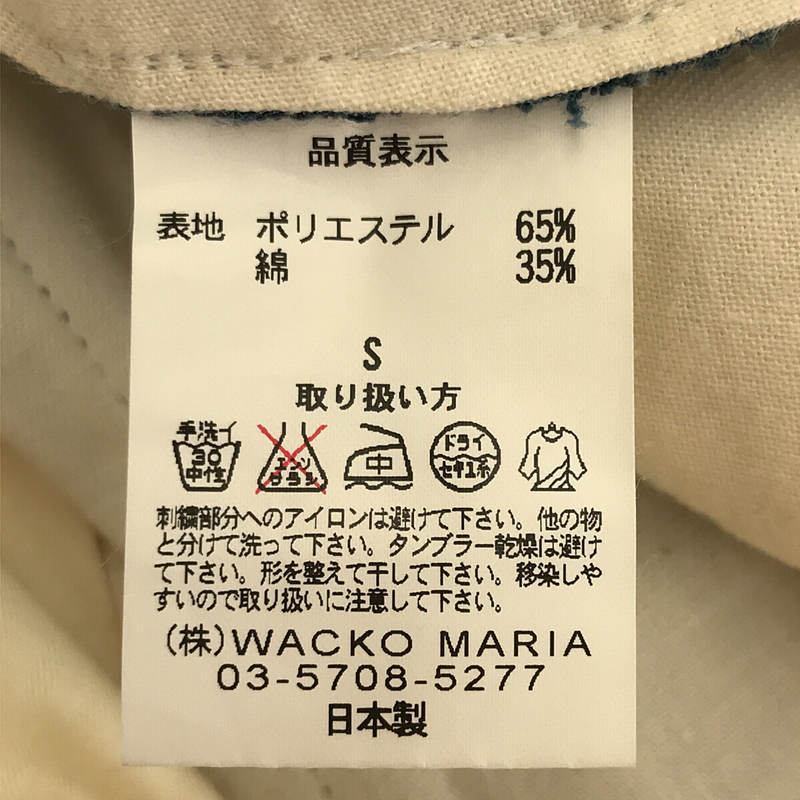 品質表示
表地 ポリエステル 65%
綿 35%
S
取り扱い方
手洗イ 30 中性 エンソサラシ 中 ドライ セキユ系
刺繍部分へのアイロンは避けて下さい。他の物
と分けて洗って下さい。タンブラー乾燥は避け
て下さい。形を整えて干して下さい。移染しや
すいので取り扱いに注意して下さい。
(株)WACKO MARIA
03-5708-5277
日本製